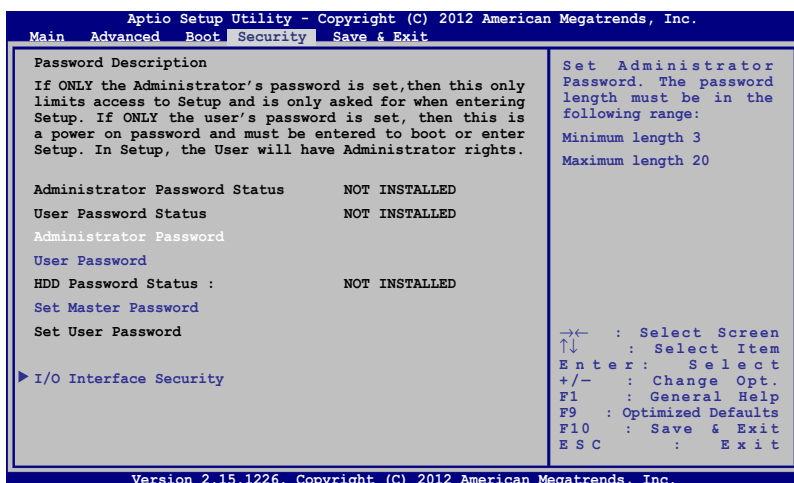 Aptio Setup Utility - Copyright (C) 2012 American Megatrends, Inc.
Main Advanced Boot Security Save & Exit
Password Description
If ONLY the Administrator's password is set,then this only
limits access to Setup and is only asked for when entering
Setup. If ONLY the user's password is set, then this is
a power on password and must be entered to boot or enter
Setup. In Setup, the User will have Administrator rights.
Administrator Password Status NOT INSTALLED
User Password Status NOT INSTALLED
Administrator Password
User Password
HDD Password Status : NOT INSTALLED
Set Master Password
Set User Password
I/O Interface Security
Set Administrator
Password. The password
length must be in the
following range:
Minimum length 3
Maximum length 20
→← : Select Screen
↑↓ : Select Item
Enter: Select
+/− : Change Opt.
F1 : General Help
F9 : Optimized Defaults
F10 : Save & Exit
ESC : Exit
Version 2.15.1226. Copyright (C) 2012 American Megatrends, Inc.